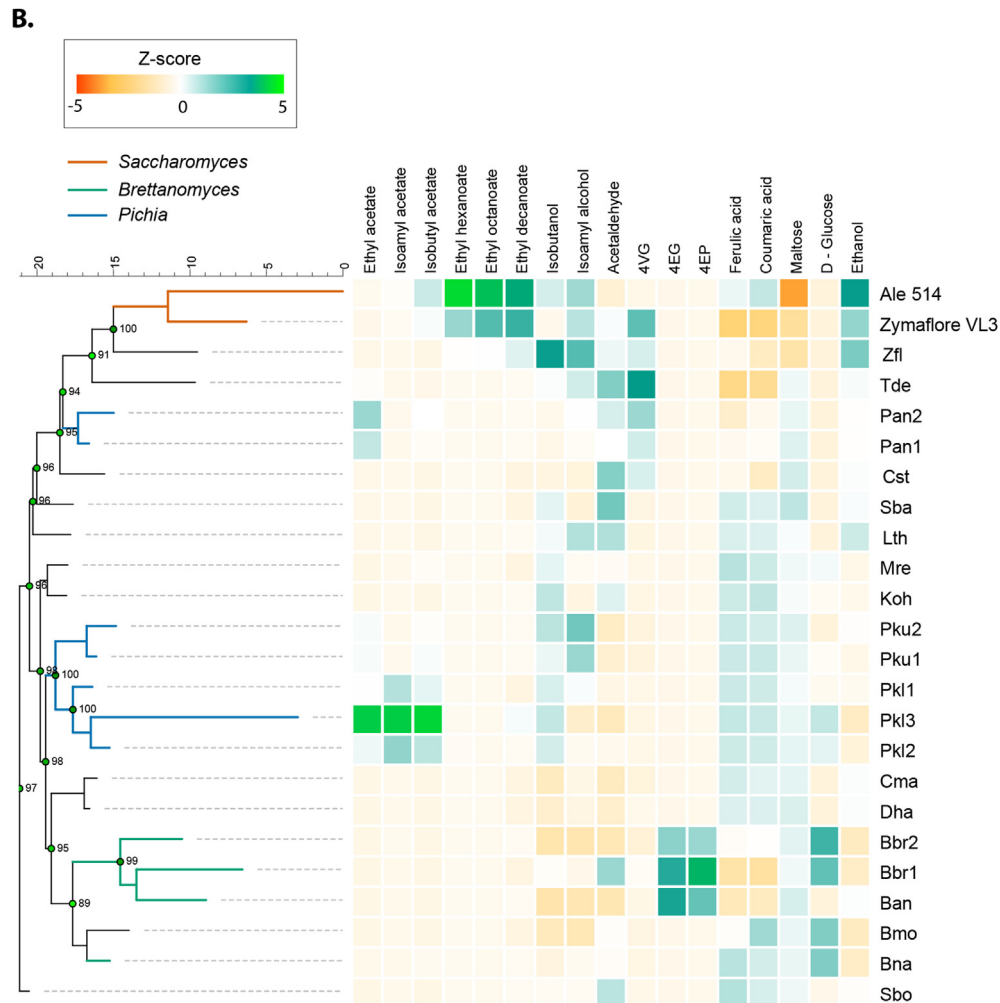 B.
Z-score
-5
0
5
Saccharomyces
Brettanomyces
Pichia
20
15
10
5
0
Ethyl acetate
Isoamyl acetate
Isobutyl acetate
Ethyl hexanoate
Ethyl octanoate
Ethyl decanoate
Isobutanol
Isoamyl alcohol
Acetaldehyde
4VG
4EG
4EP
Ferulic acid
Coumaric acid
Maltose
D - Glucose
Ethanol
Ale 514
100
Zymaflore VL3
91
Zfl
94
Tde
95
Pan2
Pan1
96
Cst
96
Sba
Lth
96
Mre
Koh
Pku2
98
100
Pku1
100
Pkl1
Pkl3
98
Pkl2
97
Cma
Dha
95
99
Bbr2
Bbr1
89
Ban
Bmo
Bna
Sbo